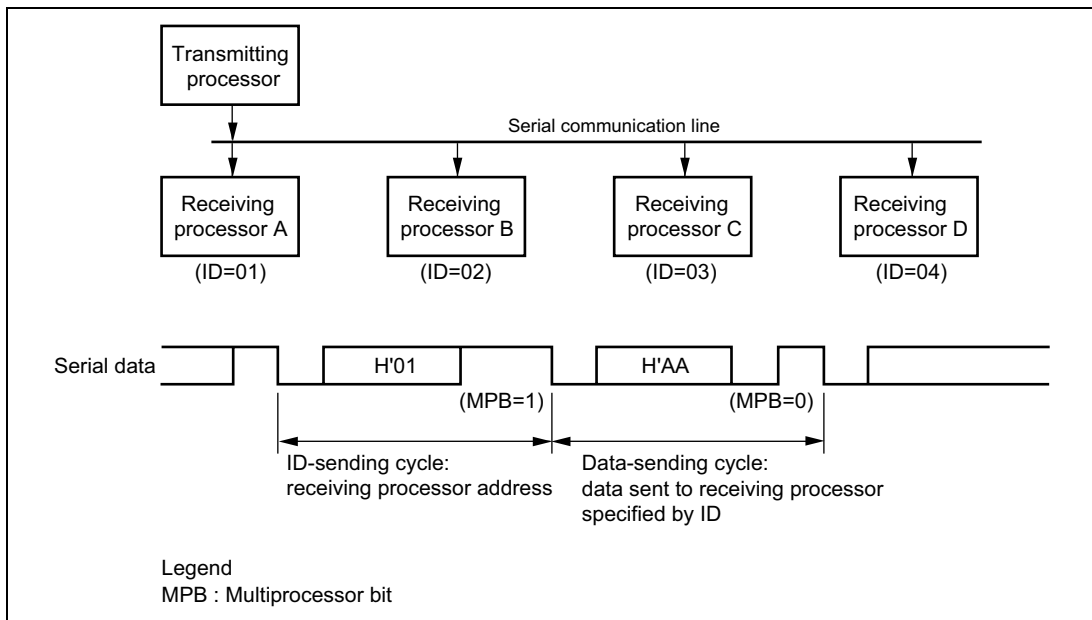 Transmitting
processor
Serial communication line
Receiving
processor A
Receiving
processor B
Receiving
processor C
Receiving
processor D
(ID=01)
(ID=02)
(ID=03)
(ID=04)
Serial data
H'01
H'AA
(MPB=1)
(MPB=0)
ID-sending cycle:
receiving processor address
Data-sending cycle:
data sent to receiving processor
specified by ID
Legend
MPB : Multiprocessor bit